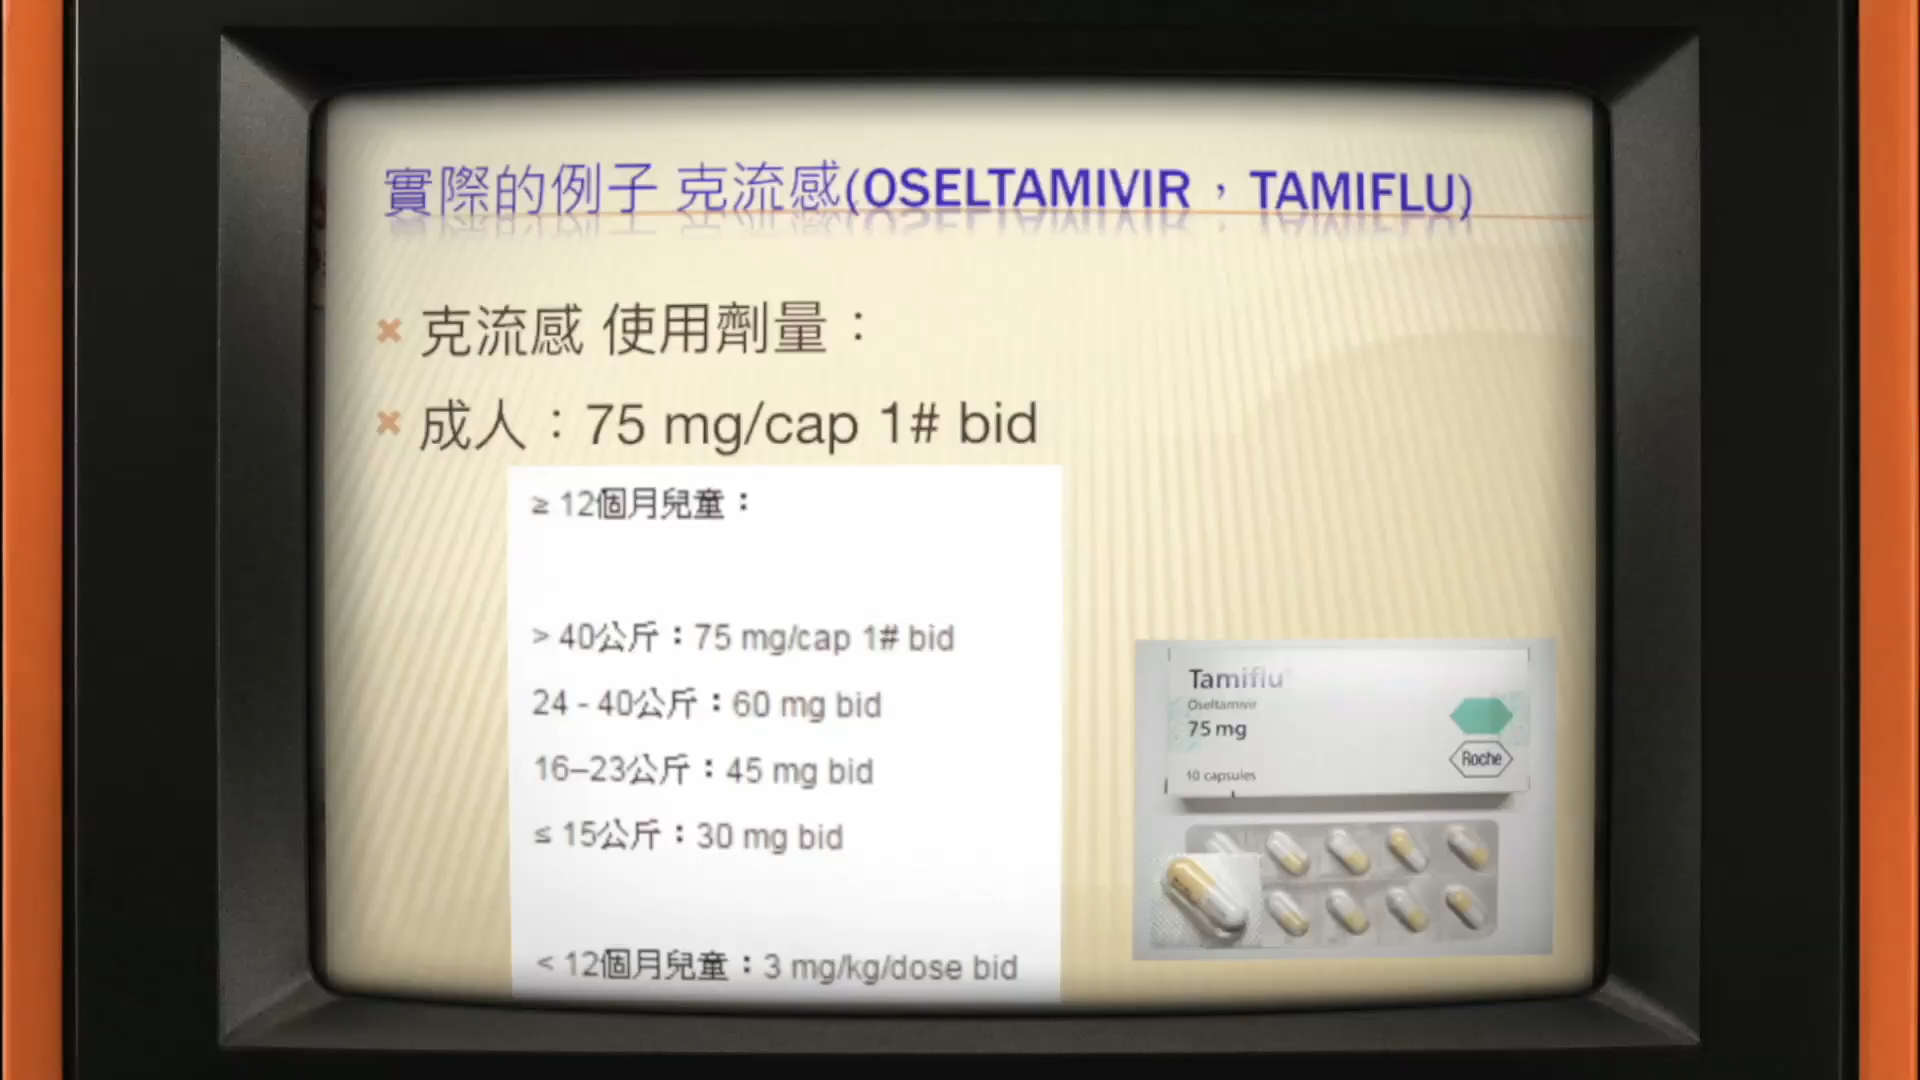 實際的例子 克流感(OSELTAMIVIR，TAMIFLU)
克流感 使用劑量：
成人：75 mg/cap 1# bid
≥ 12個月兒童：
> 40公斤：75 mg/cap 1# bid
24 - 40公斤：60 mg bid
16–23公斤：45 mg bid
≤ 15公斤：30 mg bid
< 12個月兒童：3 mg/kg/dose bid
Tamiflu
Oseltamivir
75 mg
Roche
10 capsules